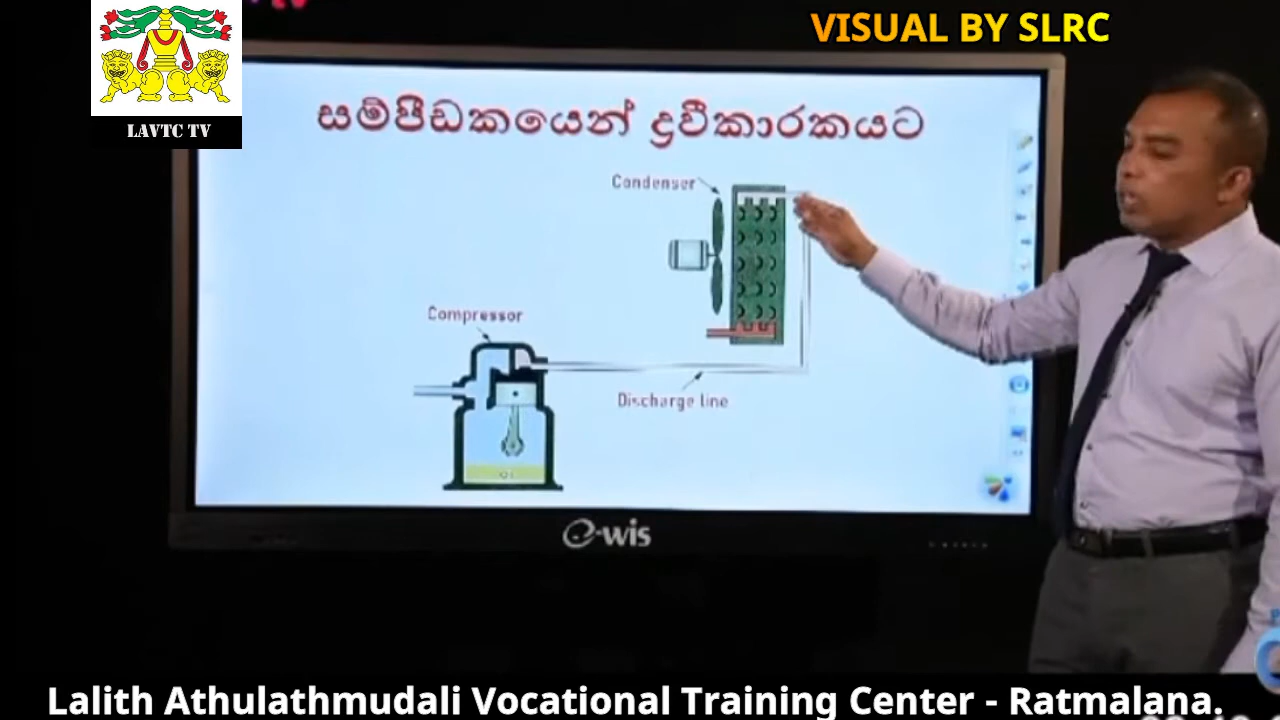 VISUAL BY SLRC
LAVTC TV
සම්පීඩකයෙන් ද්‍රවීකාරකයට
Condenser
Compressor
Discharge line
e-wis
Lalith Athulathmudali Vocational Training Center - Ratmalana.